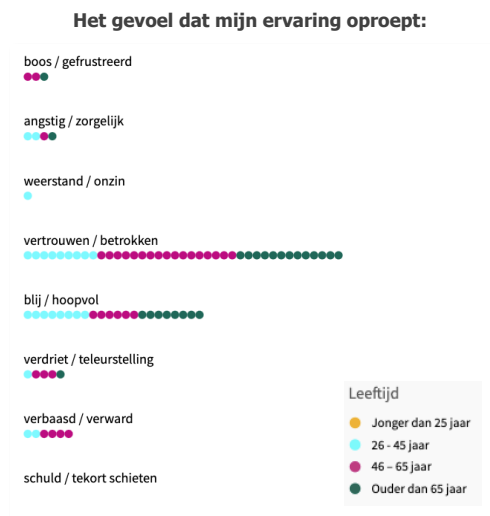 Het gevoel dat mijn ervaring oproept:
boos / gefrustreerd
angstig / zorgelijk
weerstand / onzin
vertrouwen / betrokken
blij / hoopvol
verdriet / teleurstelling
verbaasd / verward
schuld / tekort schieten
Leeftijd
Jonger dan 25 jaar
26 - 45 jaar
46 – 65 jaar
Ouder dan 65 jaar